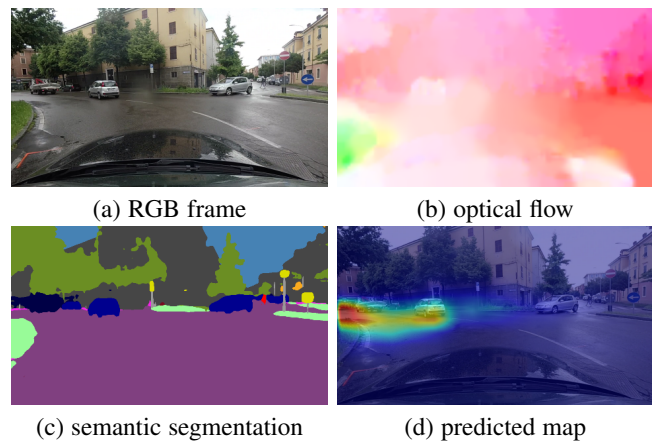 (a) RGB frame
(b) optical flow
(c) semantic segmentation
(d) predicted map